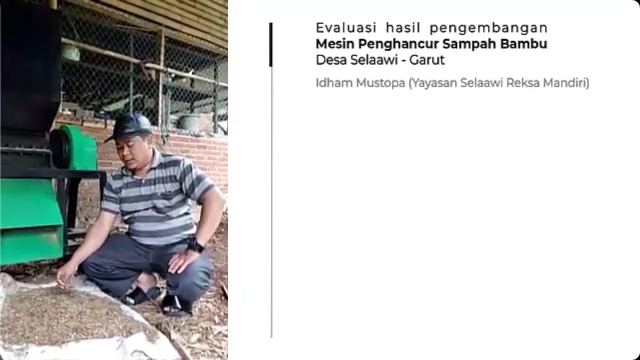 Evaluasi hasil pengembangan
Mesin Penghancur Sampah Bambu
Desa Selaawi - Garut
Idham Mustopa (Yayasan Selaawi Reksa Mandiri)